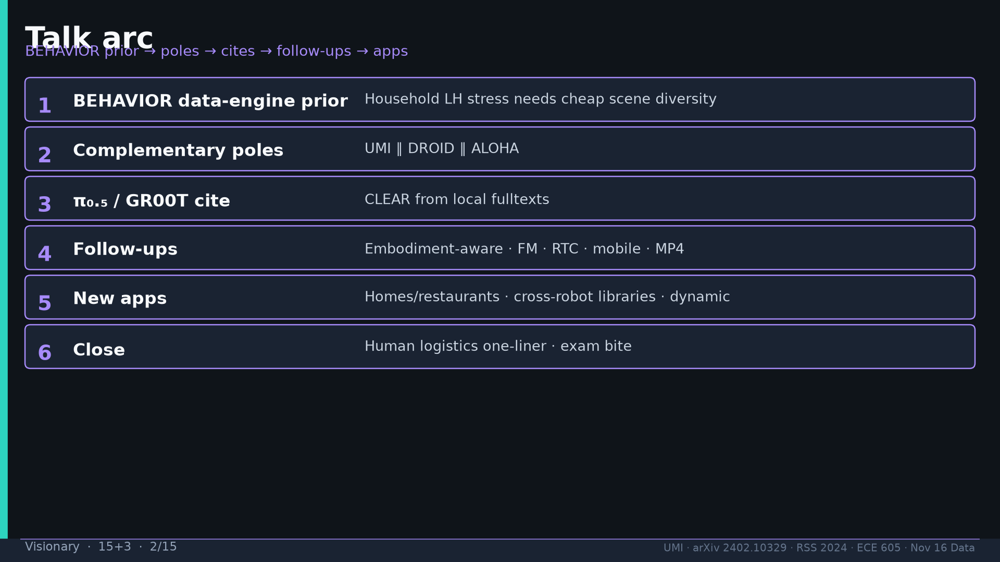 Talk arc
BEHAVIOR prior → poles → cites → follow-ups → apps
1 BEHAVIOR data-engine prior Household LH stress needs cheap scene diversity
2 Complementary poles UMI ∥ DROID ∥ ALOHA
3 π₀.₅ / GR00T cite CLEAR from local fulltexts
4 Follow-ups Embodiment-aware · FM · RTC · mobile · MP4
5 New apps Homes/restaurants · cross-robot libraries · dynamic
6 Close Human logistics one-liner · exam bite
Visionary · 15+3 · 2/15 UMI · arXiv 2402.10329 · RSS 2024 · ECE 605 · Nov 16 Data